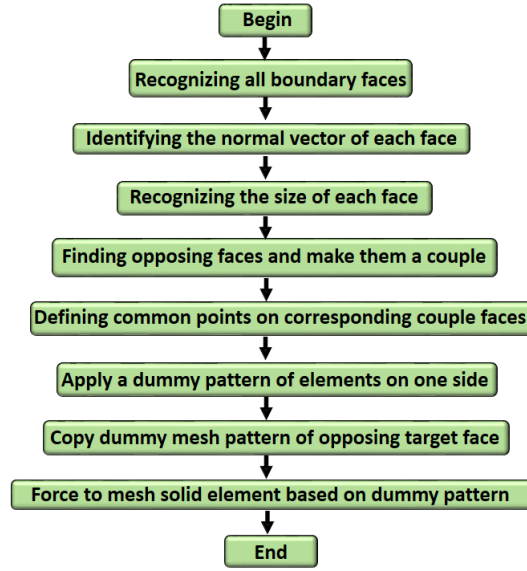 Begin
Recognizing all boundary faces
Identifying the normal vector of each face
Recognizing the size of each face
Finding opposing faces and make them a couple
Defining common points on corresponding couple faces
Apply a dummy pattern of elements on one side
Copy dummy mesh pattern of opposing target face
Force to mesh solid element based on dummy pattern
End